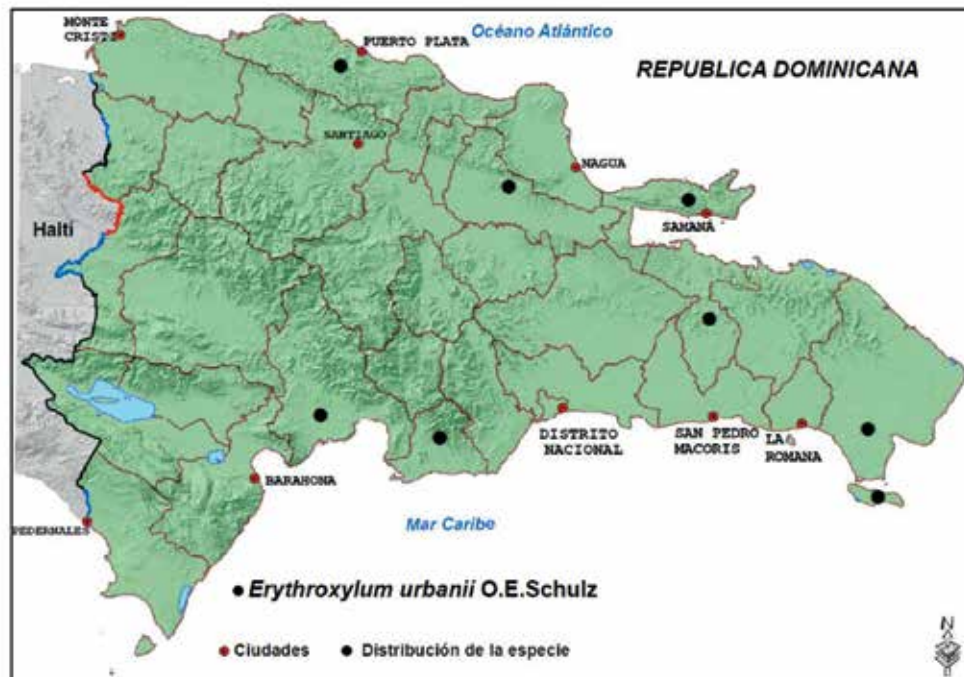 MONTE
CRISTI
PUERTO PLATA
Océano Atlántico
REPUBLICA DOMINICANA
SANTIAGO
NAGUA
SAMANÁ
Haití
DISTRITO
NACIONAL
SAN PEDRO
MACORIS
LA
ROMANA
BARAHONA
PEDERNALES
Mar Caribe
Erythroxylum urbanii O.E.Schulz
Ciudades
Distribución de la especie
N